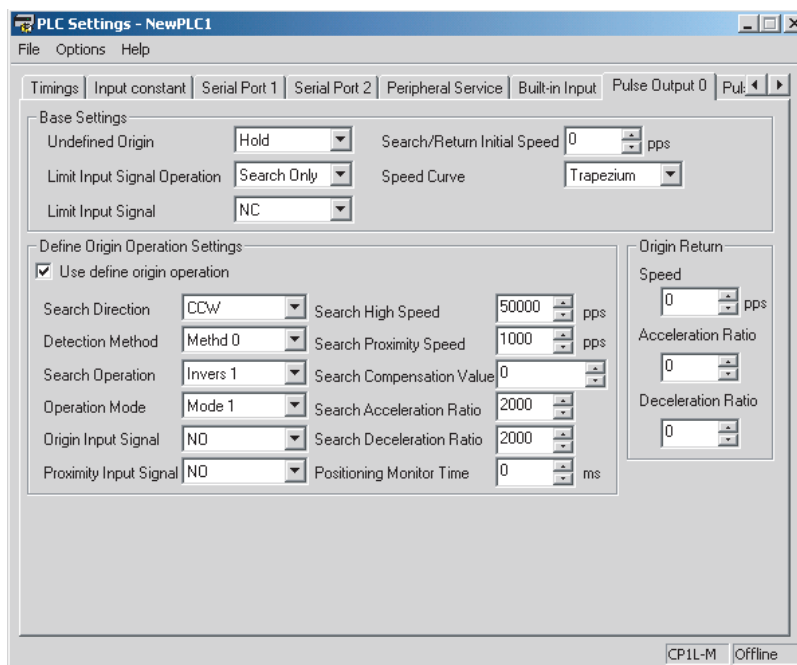 PLC Settings - NewPLC1
File Options Help
Timings Input constant Serial Port 1 Serial Port 2 Peripheral Service Built-in Input Pulse Output 0 Pul
Base Settings
Undefined Origin Hold Search/Return Initial Speed 0 pps
Limit Input Signal Operation Search Only Speed Curve Trapezium
Limit Input Signal NC
Define Origin Operation Settings Origin Return
Use define origin operation Speed
0 pps
Search Direction CCW Search High Speed 50000 pps
Detection Method Methd 0 Search Proximity Speed 1000 pps Acceleration Ratio
Search Operation Invers 1 Search Compensation Value 0 0
Operation Mode Mode 1 Search Acceleration Ratio 2000 Deceleration Ratio
Origin Input Signal NO Search Deceleration Ratio 2000 0
Proximity Input Signal NO Positioning Monitor Time 0 ms
CP1L-M Offline